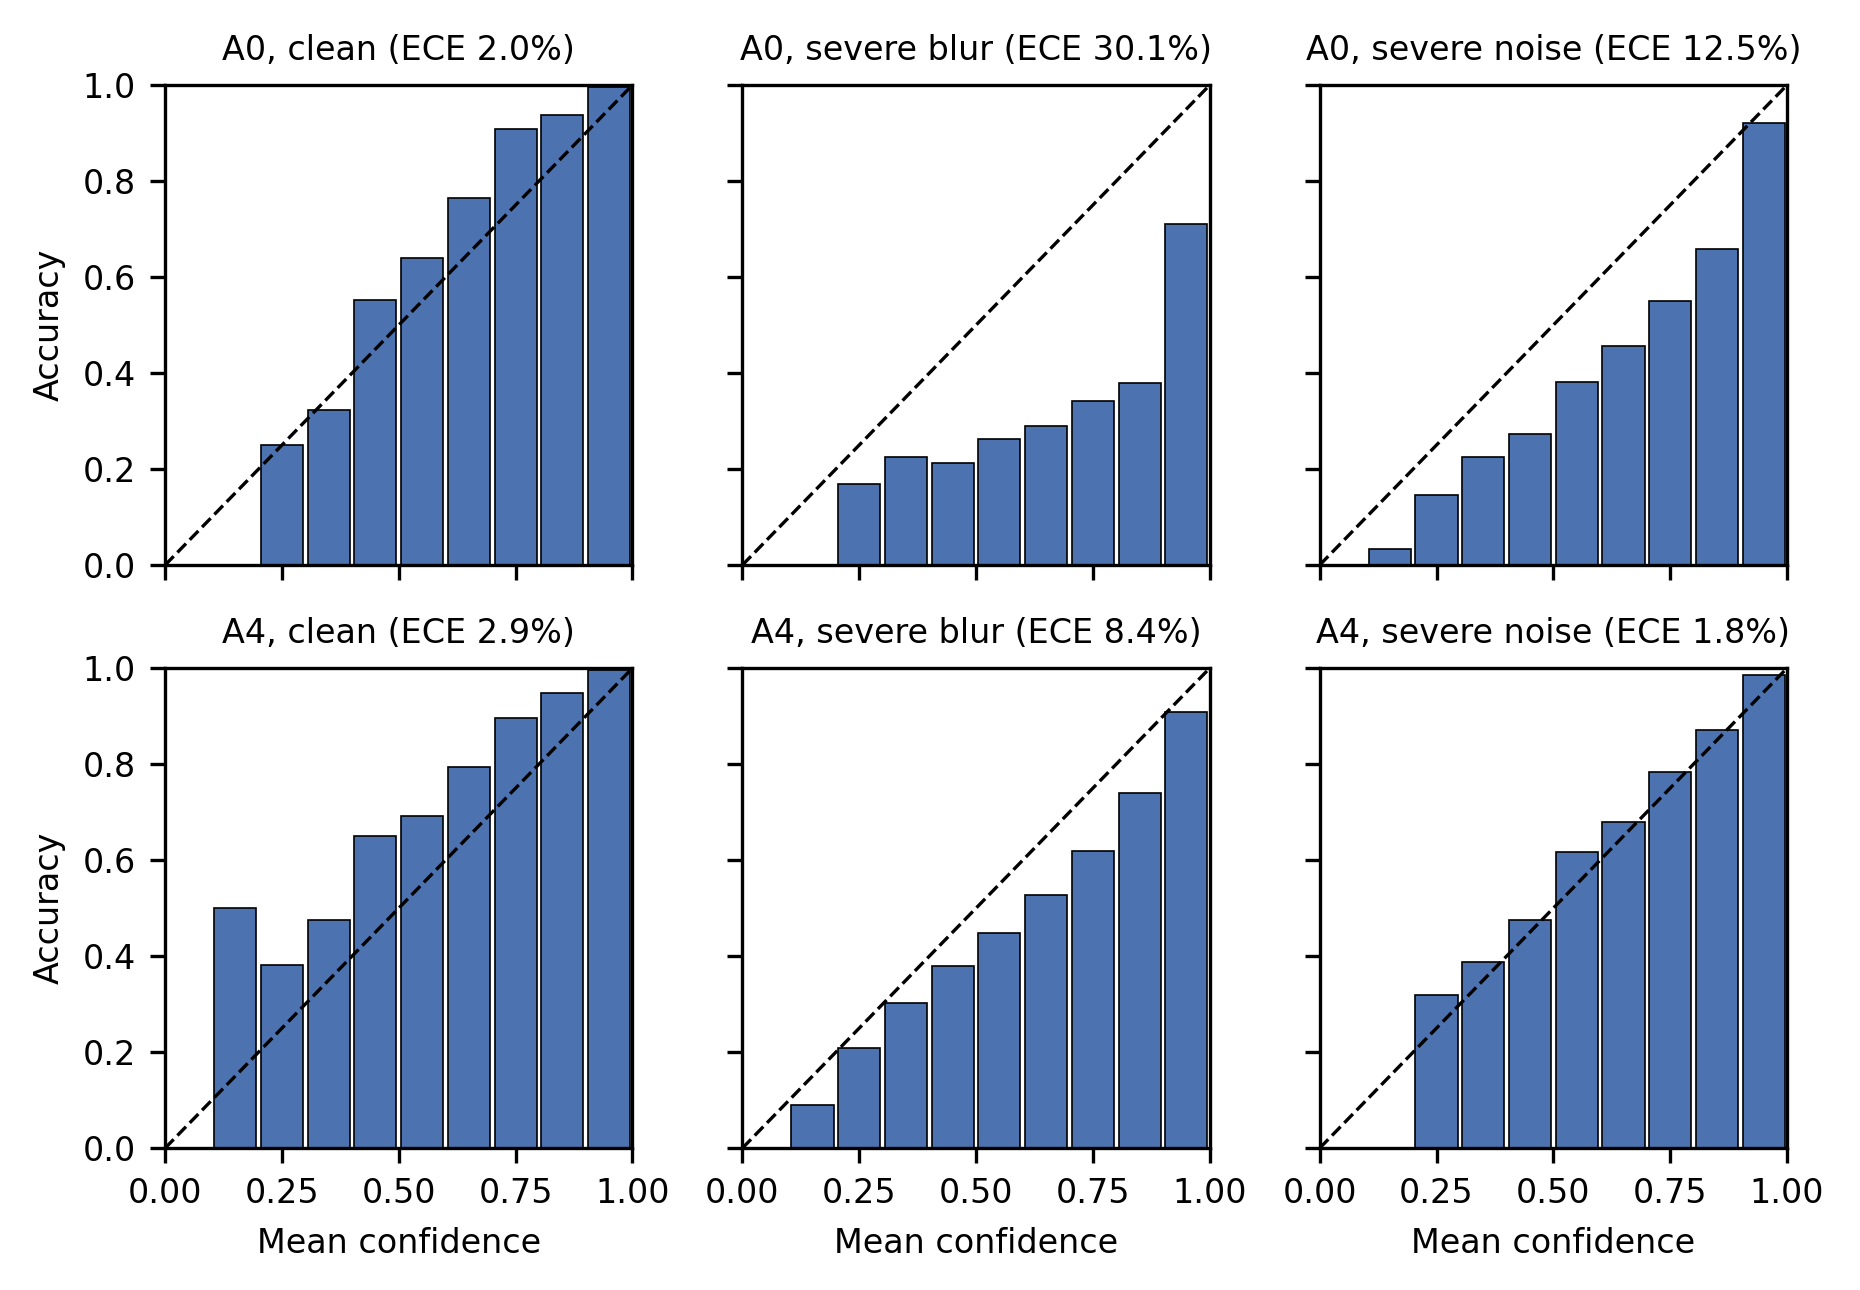 A0, clean (ECE 2.0%)
A0, severe blur (ECE 30.1%)
A0, severe noise (ECE 12.5%)
1.0
0.8
0.6
0.4
0.2
0.0
Accuracy
A4, clean (ECE 2.9%)
A4, severe blur (ECE 8.4%)
A4, severe noise (ECE 1.8%)
1.0
0.8
0.6
0.4
0.2
0.0
Accuracy
0.00 0.25 0.50 0.75 1.00
0.00 0.25 0.50 0.75 1.00
0.00 0.25 0.50 0.75 1.00
Mean confidence
Mean confidence
Mean confidence